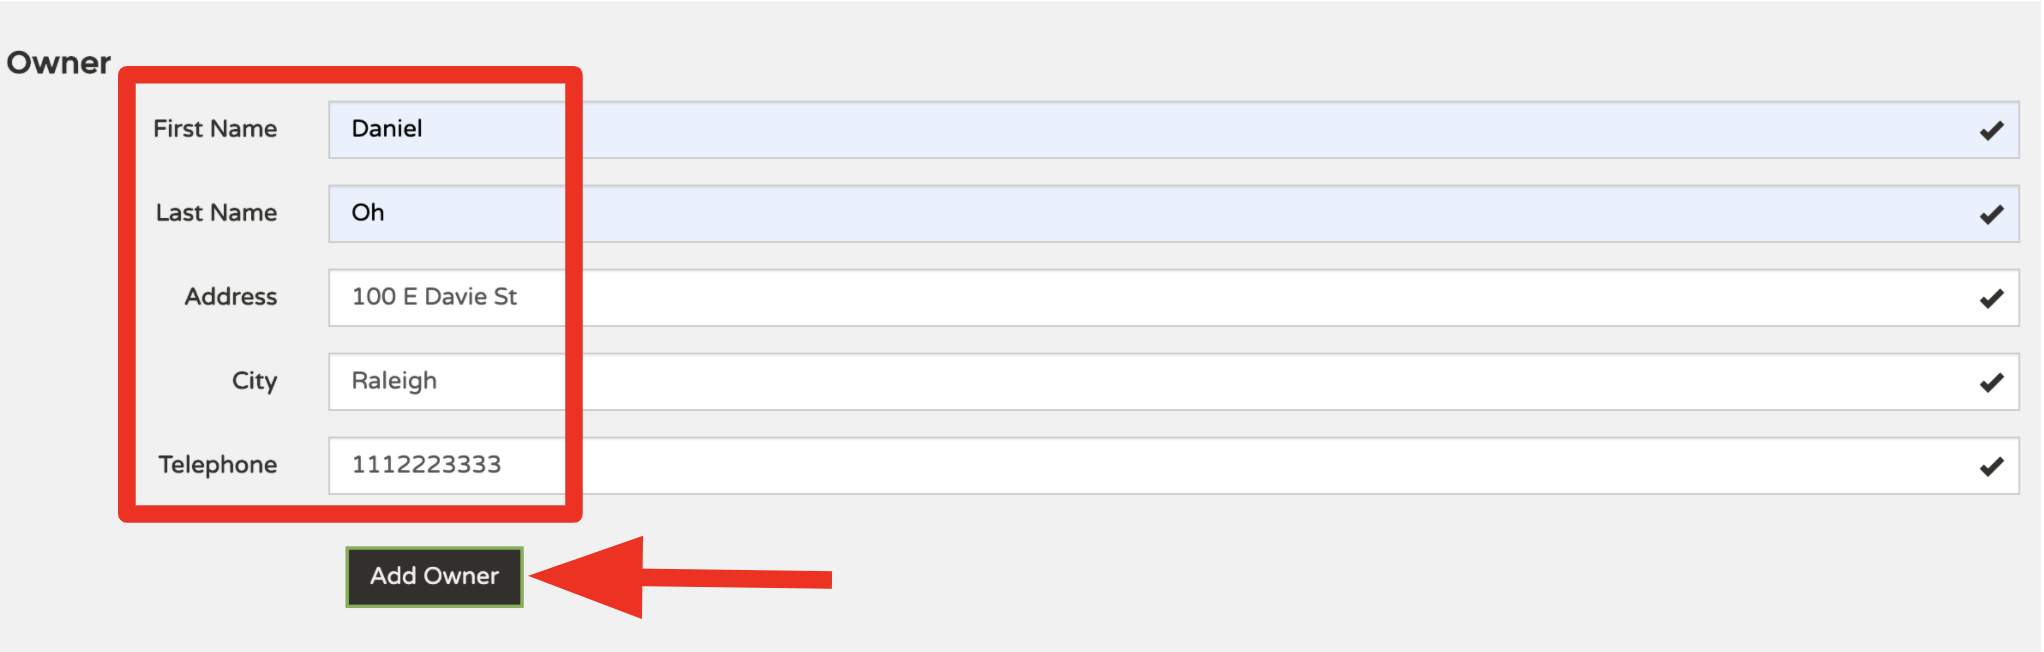 Owner
First Name Daniel
Last Name Oh
Address 100 E Davie St
City Raleigh
Telephone 1112223333
Add Owner